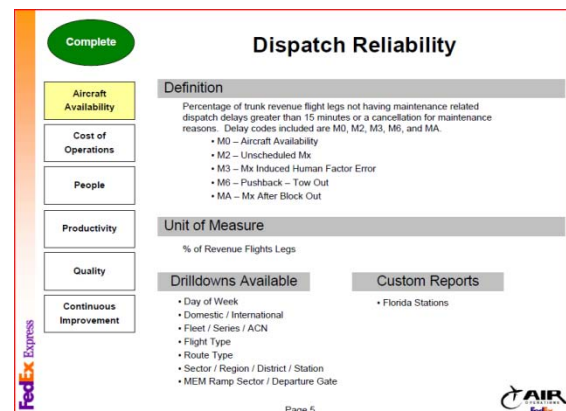 Complete
Dispatch Reliability
Aircraft
Availability
Cost of
Operations
People
Productivity
Quality
Continuous
Improvement
Definition
Percentage of trunk revenue flight legs not having maintenance related
dispatch delays greater than 15 minutes or a cancellation for maintenance
reasons. Delay codes included are M0, M2, M3, M6, and MA.
• M0 – Aircraft Availability
• M2 – Unscheduled Mx
• M3 – Mx Induced Human Factor Error
• M6 – Pushback – Tow Out
• MA – Mx After Block Out
Unit of Measure
% of Revenue Flights Legs
Drilldowns Available
• Day of Week
• Domestic / International
• Fleet / Series / ACN
• Flight Type
• Route Type
• Sector / Region / District / Station
• MEM Ramp Sector / Departure Gate
Custom Reports
• Florida Stations
FedEx Express
Page 5
AIR
OPERATIONS
FedEx